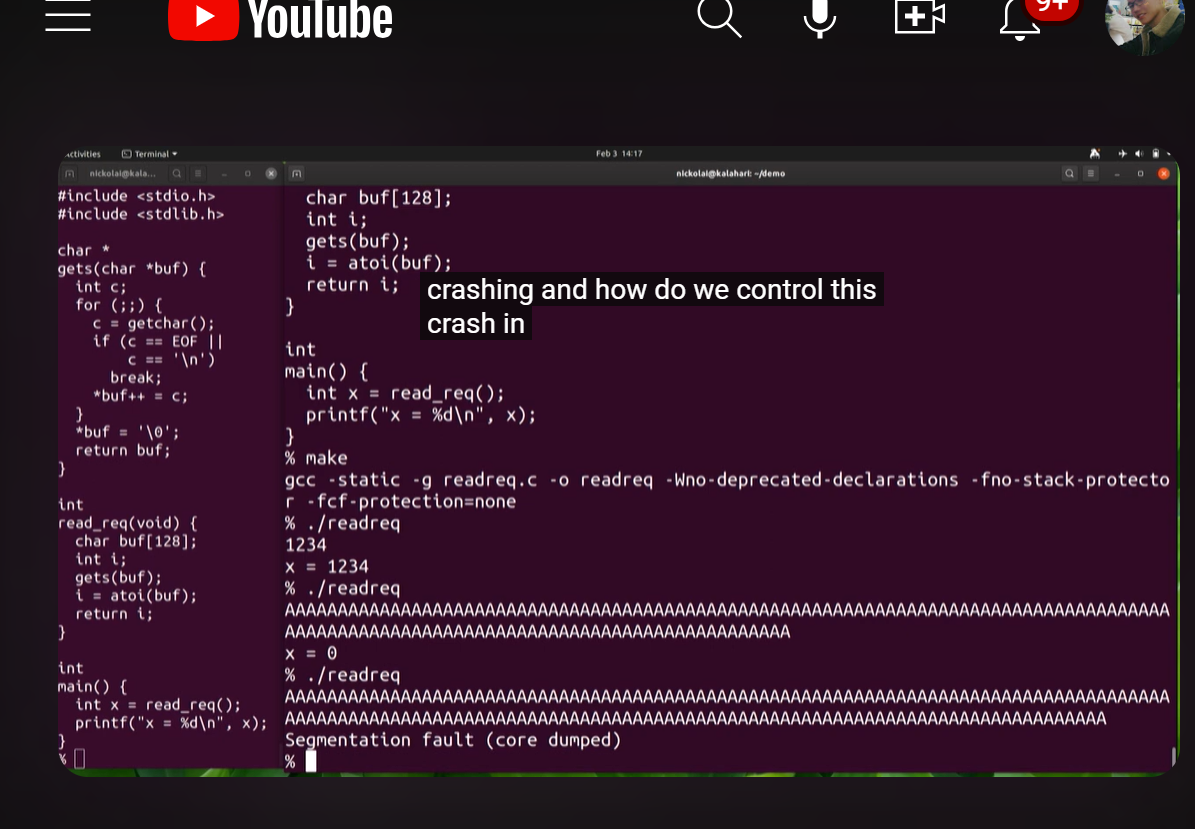 YouTube
9+
Activities
Terminal
Feb 3 14:17
nickolai@kala...
nickolai@kalahari: ~/demo
#include <stdio.h>
#include <stdlib.h>
char *
gets(char *buf) {
int c;
for (;;) {
c = getchar();
if (c == EOF ||
c == '\n')
break;
*buf++ = c;
}
*buf = '\0';
return buf;
}
int
read_req(void) {
char buf[128];
int i;
gets(buf);
i = atoi(buf);
return i;
}
int
main() {
int x = read_req();
printf("x = %d\n", x);
}
%
char buf[128];
int i;
gets(buf);
i = atoi(buf);
return i;
}
crashing and how do we control this
crash in
int
main() {
int x = read_req();
printf("x = %d\n", x);
}
% make
gcc -static -g readreq.c -o readreq -Wno-deprecated-declarations -fno-stack-protecto
r -fcf-protection=none
% ./readreq
1234
x = 1234
% ./readreq
AAAAAAAAAAAAAAAAAAAAAAAAAAAAAAAAAAAAAAAAAAAAAAAAAAAAAAAAAAAAAAAAAAAAAAAAAAAAAAAAAAAA
AAAAAAAAAAAAAAAAAAAAAAAAAAAAAAAAAAAAAAAAAAAAAAAA
x = 0
% ./readreq
AAAAAAAAAAAAAAAAAAAAAAAAAAAAAAAAAAAAAAAAAAAAAAAAAAAAAAAAAAAAAAAAAAAAAAAAAAAAAAAAAAAA
AAAAAAAAAAAAAAAAAAAAAAAAAAAAAAAAAAAAAAAAAAAAAAAAAAAAAAAAAAAAAAAAAAAAAAAAAAAAAA
Segmentation fault (core dumped)
%